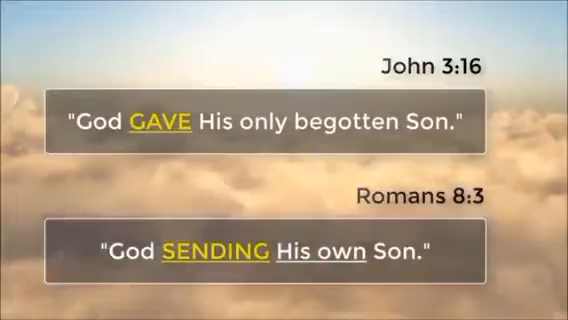 John 3:16
"God GAVE His only begotten Son."
Romans 8:3
"God SENDING His own Son."